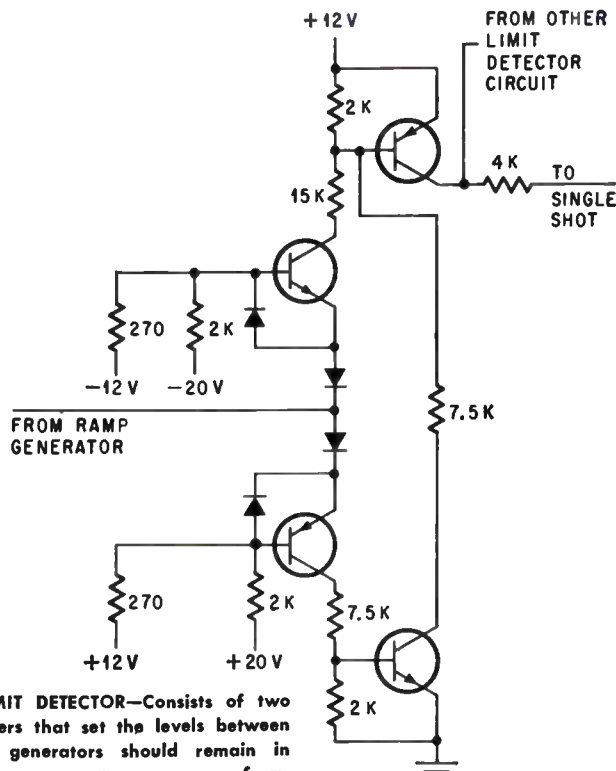 +12V
FROM OTHER
LIMIT
DETECTOR
CIRCUIT
2K
4K
TO
SINGLE
SHOT
15K
270
2K
-12V
-20V
FROM RAMP
GENERATOR
7.5K
270
2K
7.5K
+12V
+20V
2K
MIT DETECTOR—Consists of two
ers that set the levels between
generators should remain in